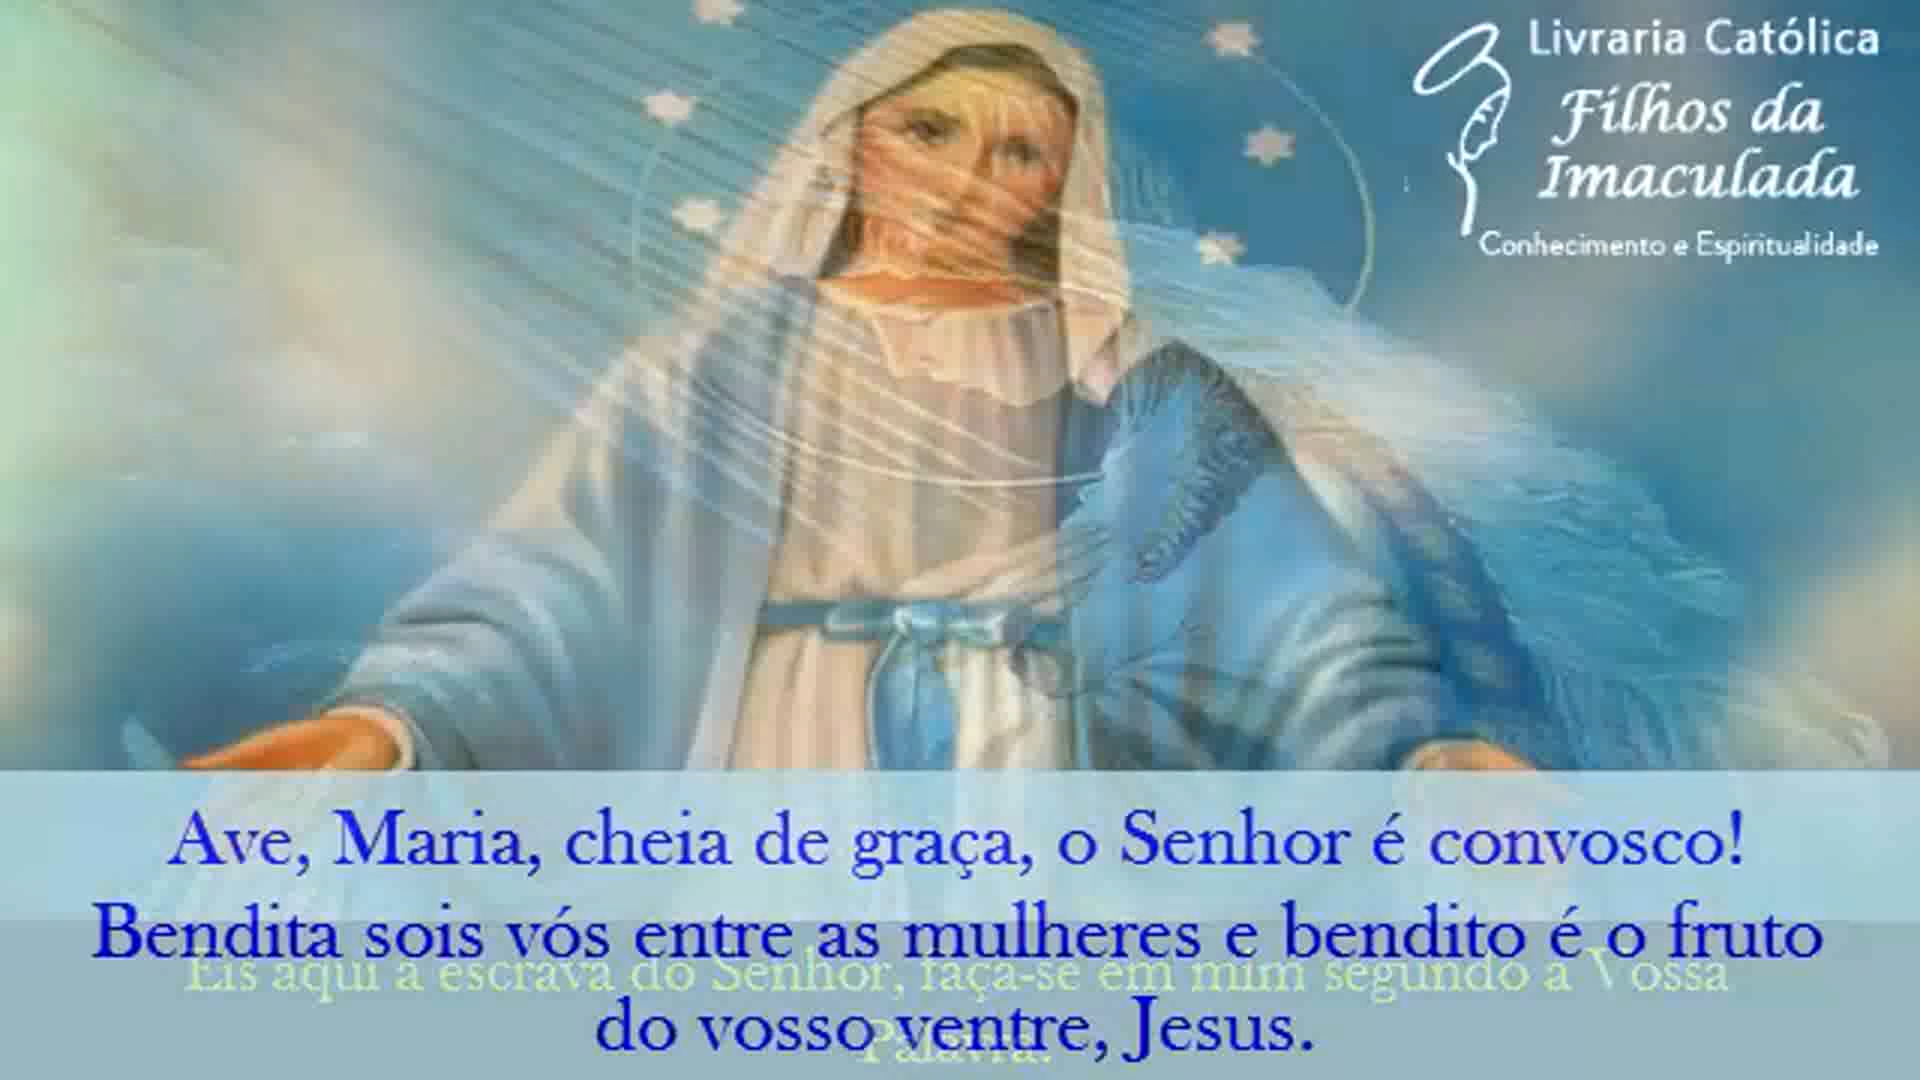 Livraria Católica
Filhos da
Imaculada
Conhecimento e Espiritualidade
Ave, Maria, cheia de graça, o Senhor é convosco!
Bendita sois vós entre as mulheres e bendito é o fruto
Eis aqui a escrava do Senhor, faça-se em mim segundo a Vossa
do vosso ventre, Jesus.
Palavra.